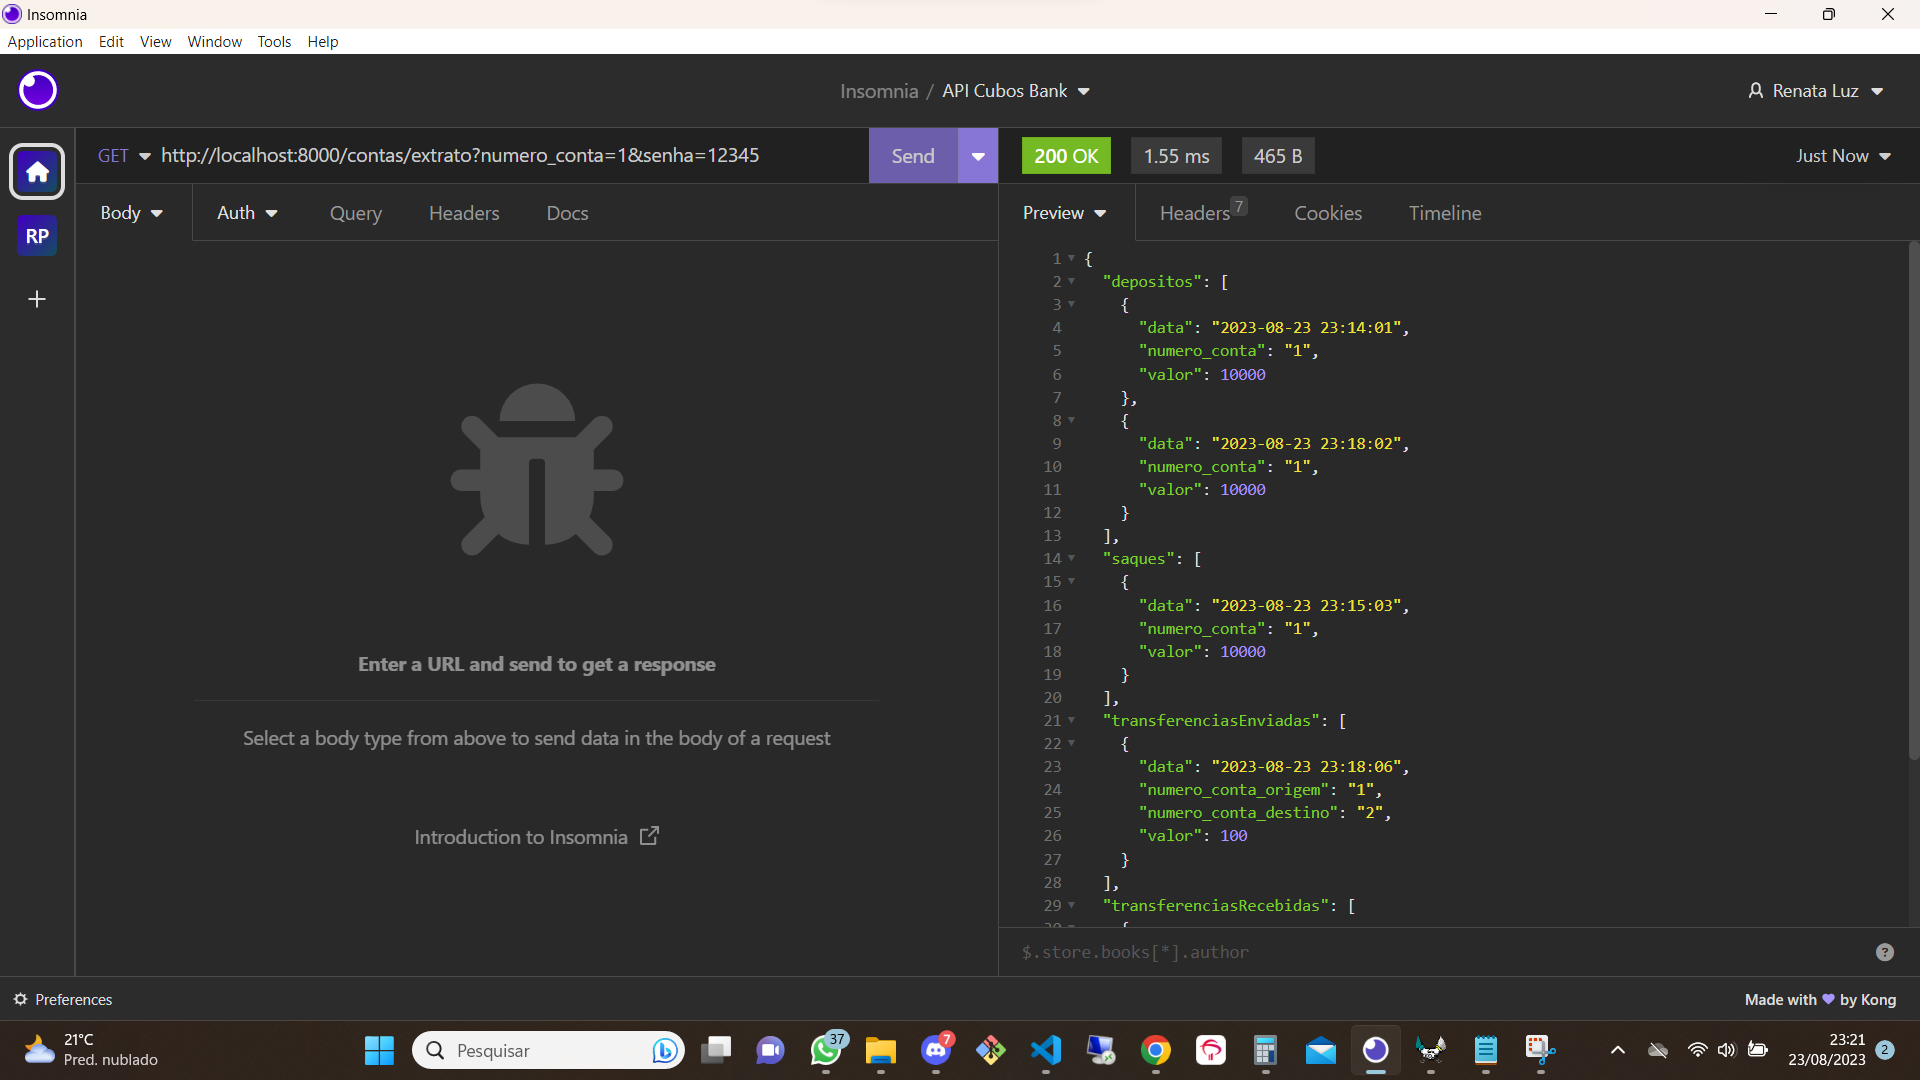 Insomnia
Application Edit View Window Tools Help
Insomnia / API Cubos Bank
Renata Luz
GET http://localhost:8000/contas/extrato?numero_conta=1&senha=12345
Send
200 OK 1.55 ms 465 B
Just Now
RP
Body Auth Query Headers Docs
Preview Headers 7 Cookies Timeline
Enter a URL and send to get a response
Select a body type from above to send data in the body of a request
Introduction to Insomnia
1 {
2 "depositos": [
3 {
4 "data": "2023-08-23 23:14:01",
5 "numero_conta": "1",
6 "valor": 10000
7 },
8 {
9 "data": "2023-08-23 23:18:02",
10 "numero_conta": "1",
11 "valor": 10000
12 }
13 ],
14 "saques": [
15 {
16 "data": "2023-08-23 23:15:03",
17 "numero_conta": "1",
18 "valor": 10000
19 }
20 ],
21 "transferenciasEnviadas": [
22 {
23 "data": "2023-08-23 23:18:06",
24 "numero_conta_origem": "1",
25 "numero_conta_destino": "2",
26 "valor": 100
27 }
28 ],
29 "transferenciasRecebidas": [
30 {
$.store.books[*].author
?
Preferences
Made with 💜 by Kong
21°C
Pred. nublado
Pesquisar
37
7
23:21
23/08/2023
2